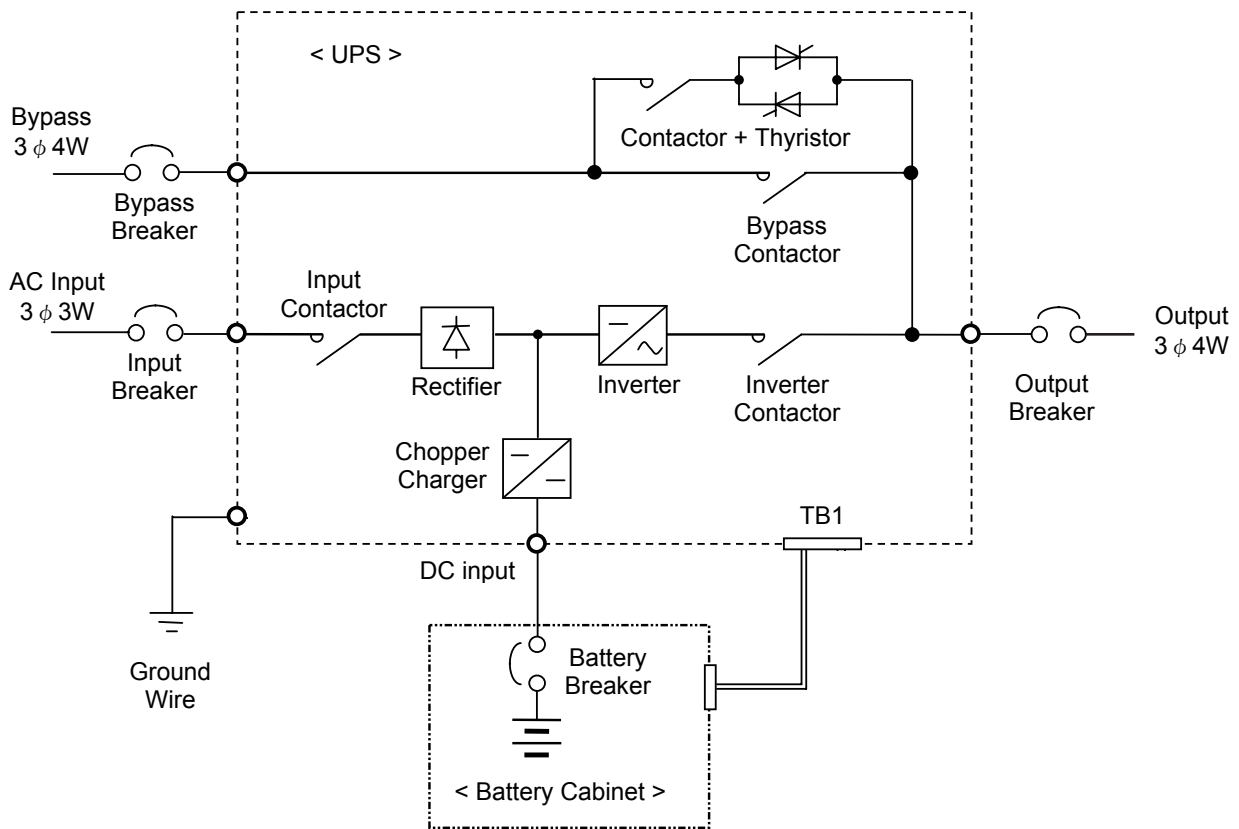 < UPS >
Bypass
3 ϕ 4W
Contactor + Thyristor
Bypass
Breaker
Bypass
Contactor
AC Input
3 ϕ 3W
Input
Contactor
Input
Breaker
Rectifier
Inverter
Inverter
Contactor
Output
3 ϕ 4W
Output
Breaker
Chopper
Charger
TB1
DC input
Ground
Wire
Battery
Breaker
< Battery Cabinet >